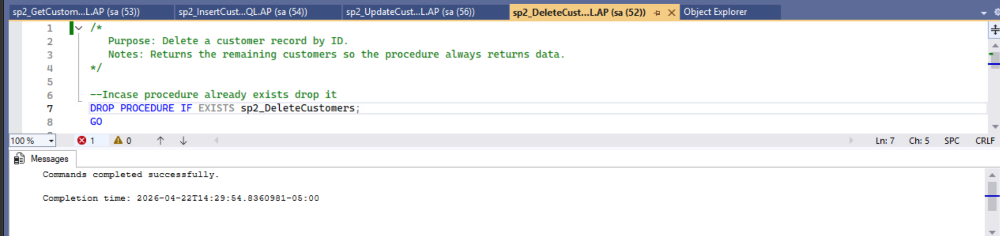 sp2_GetCustom...L.AP (sa (53)) sp2_InsertCust...QL.AP (sa (54)) sp2_UpdateCust...L.AP (sa (56)) sp2_DeleteCust...L.AP (sa (52)) Object Explorer
1 /*
2 Purpose: Delete a customer record by ID.
3 Notes: Returns the remaining customers so the procedure always returns data.
4 */
5
6 --Incase procedure already exists drop it
7 DROP PROCEDURE IF EXISTS sp2_DeleteCustomers;
8 GO
100 % 1 0 Ln: 7 Ch: 5 SPC CRLF
Messages
Commands completed successfully.
Completion time: 2026-04-22T14:29:54.8360981-05:00